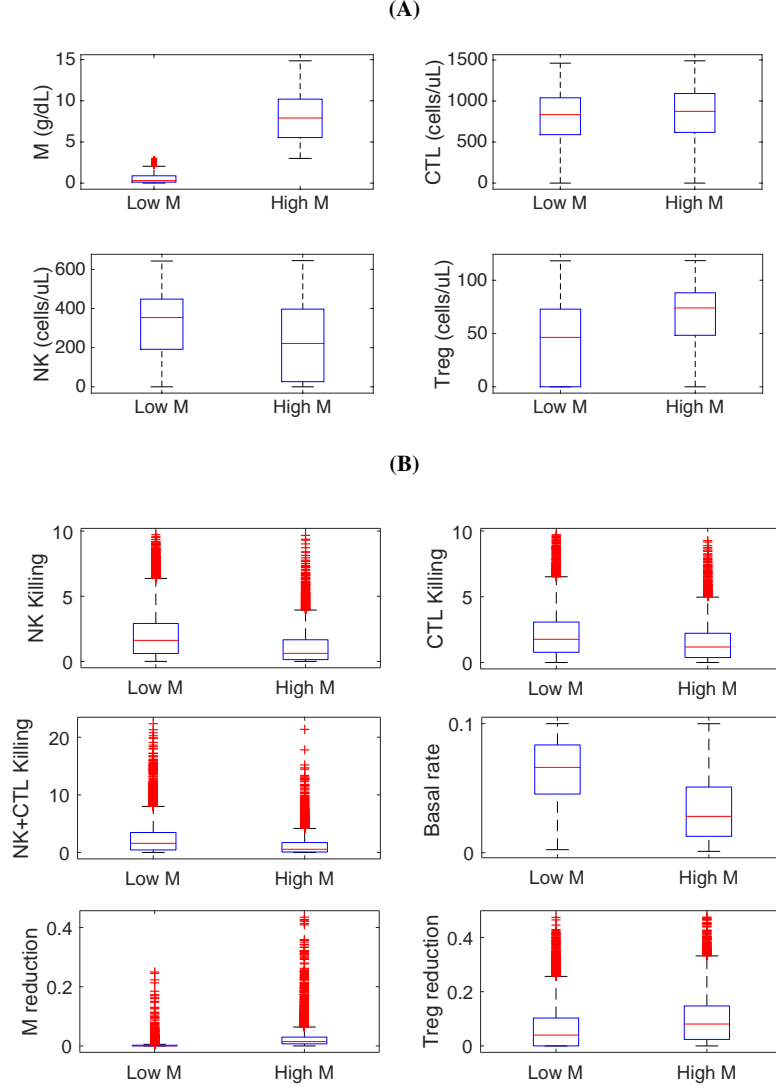 (A)
15
10
5
0
M (g/dL)
Low M
High M
1500
1000
500
0
CTL (cells/uL)
Low M
High M
600
400
200
0
NK (cells/uL)
Low M
High M
100
50
0
Treg (cells/uL)
Low M
High M
(B)
10
5
0
NK Killing
Low M
High M
10
5
0
CTL Killing
Low M
High M
20
10
0
NK+CTL Killing
Low M
High M
0.1
0
Basal rate
Low M
High M
0.4
0.2
0
M reduction
Low M
High M
0.4
0.2
0
Treg reduction
Low M
High M